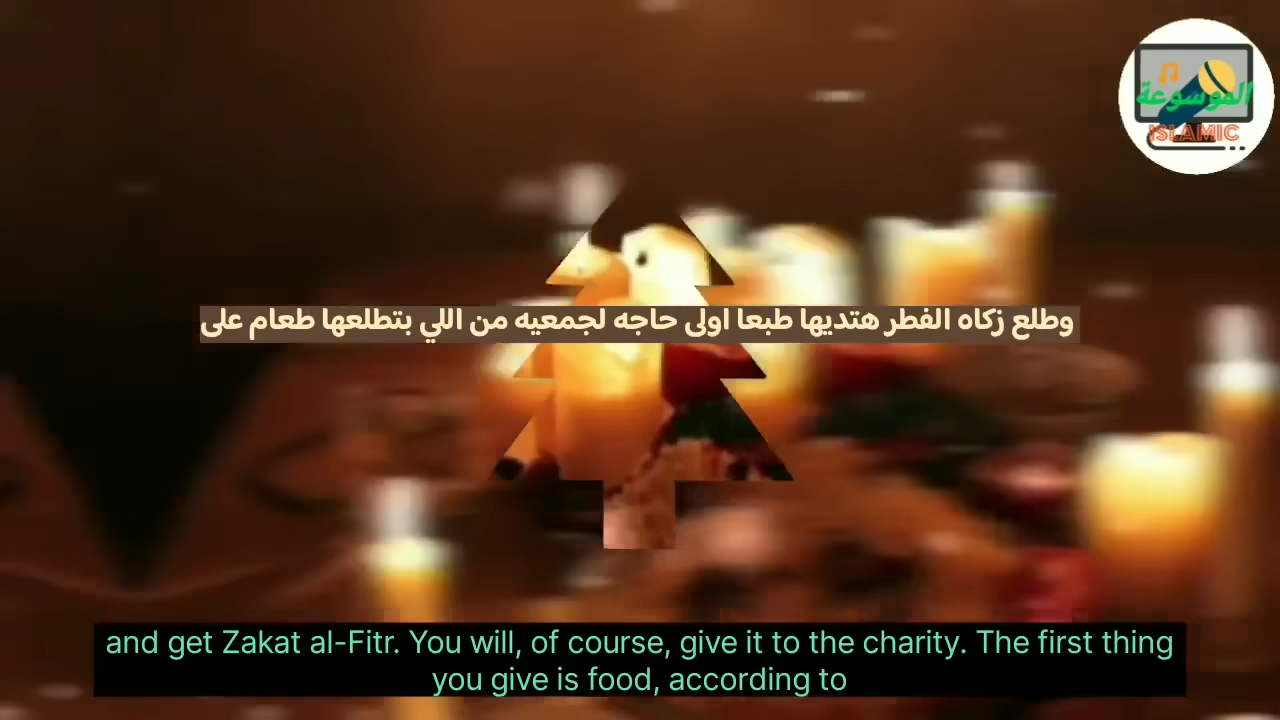 الموسوعة
ISLAMIC
وطلع زكاه الفطر هتديها طبعا اولى حاجه لجمعيه من اللي بتطلعها طعام على
and get Zakat al-Fitr. You will, of course, give it to the charity. The first thing
you give is food, according to